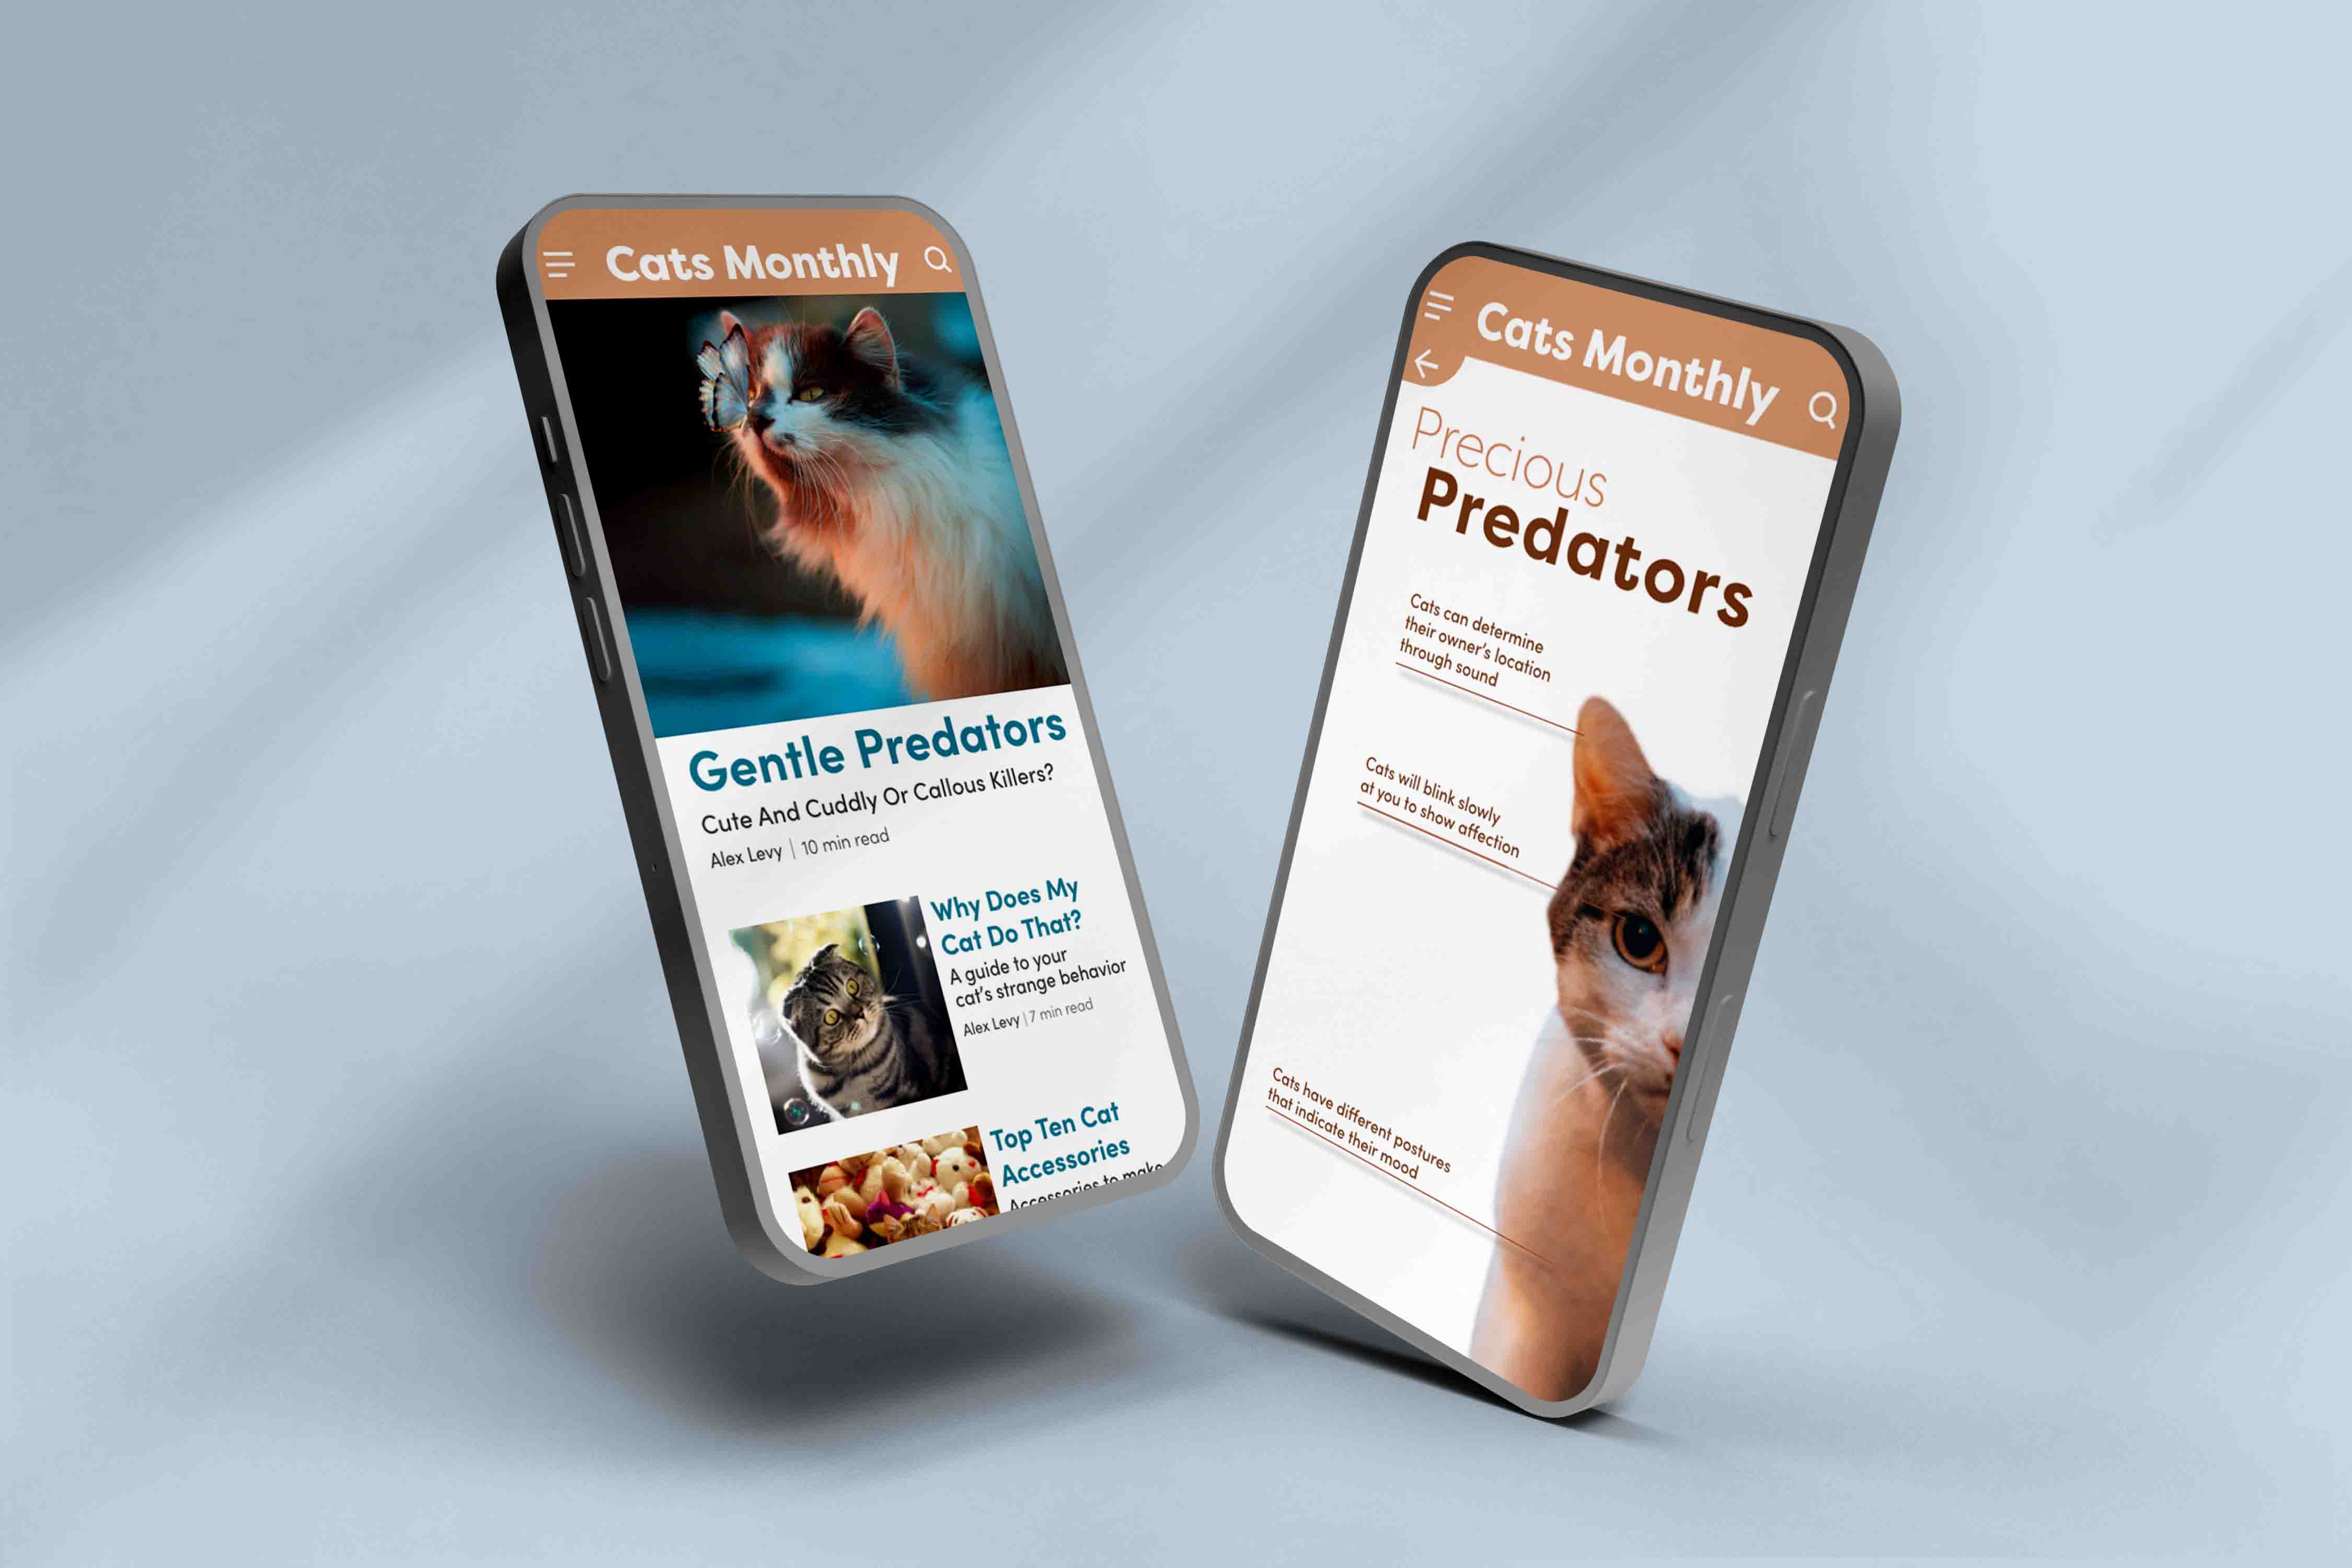 Cats Monthly
Gentle Predators
Cute And Cuddly Or Callous Killers?
Alex Levy | 10 min read
Why Does My
Cat Do That?
A guide to your
cat's strange behavior
Alex Levy | 7 min read
Top Ten Cat
Accessories
Accessories to make
Cats Monthly
Precious
Predators
Cats can determine
their owner's location
through sound
Cats will blink slowly
at you to show affection
Cats have different postures
that indicate their mood